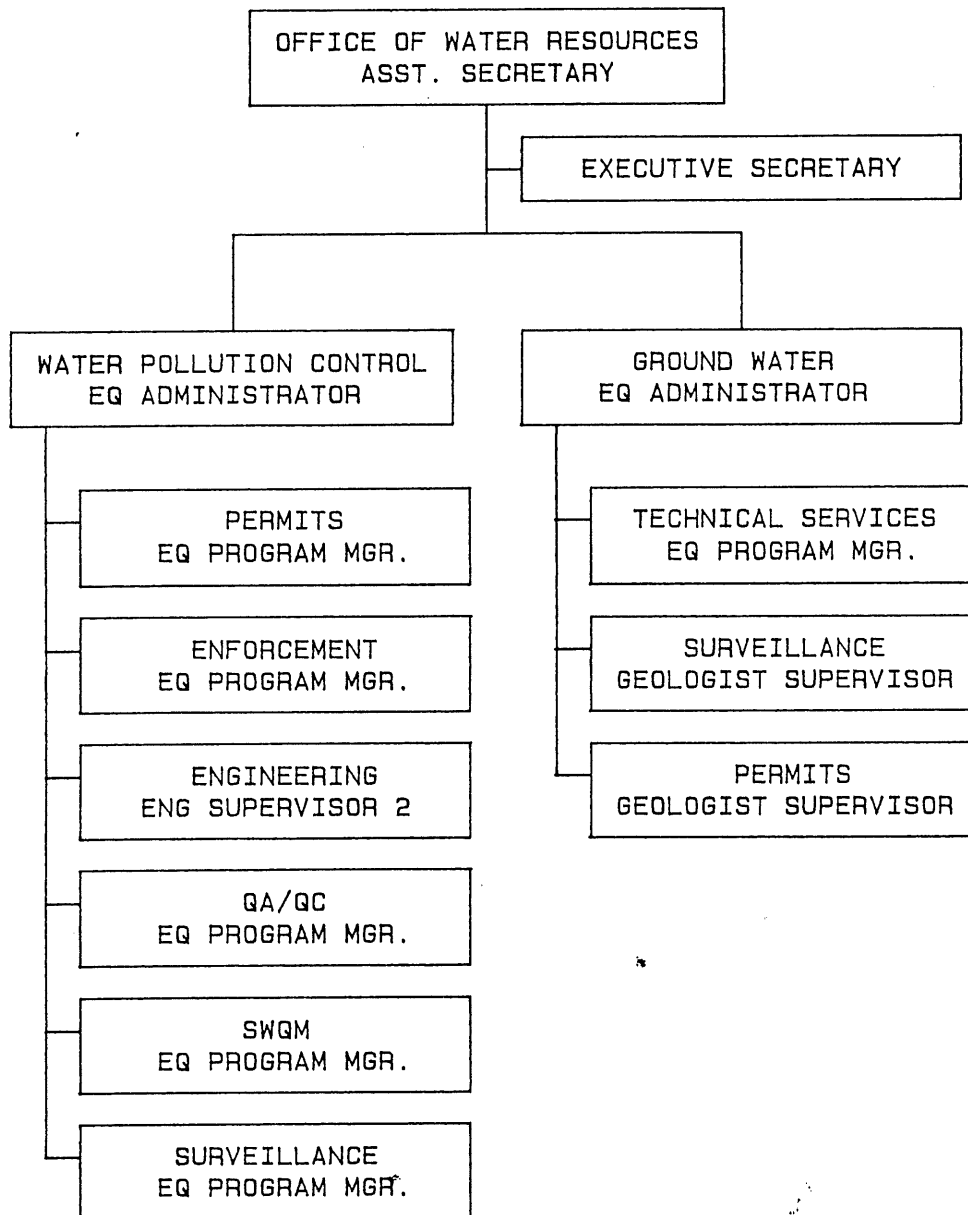 OFFICE OF WATER RESOURCES
ASST. SECRETARY
EXECUTIVE SECRETARY
WATER POLLUTION CONTROL
EQ ADMINISTRATOR
GROUND WATER
EQ ADMINISTRATOR
PERMITS
EQ PROGRAM MGR.
ENFORCEMENT
EQ PROGRAM MGR.
ENGINEERING
ENG SUPERVISOR 2
QA/QC
EQ PROGRAM MGR.
SWQM
EQ PROGRAM MGR.
SURVEILLANCE
EQ PROGRAM MGR.
TECHNICAL SERVICES
EQ PROGRAM MGR.
SURVEILLANCE
GEOLOGIST SUPERVISOR
PERMITS
GEOLOGIST SUPERVISOR